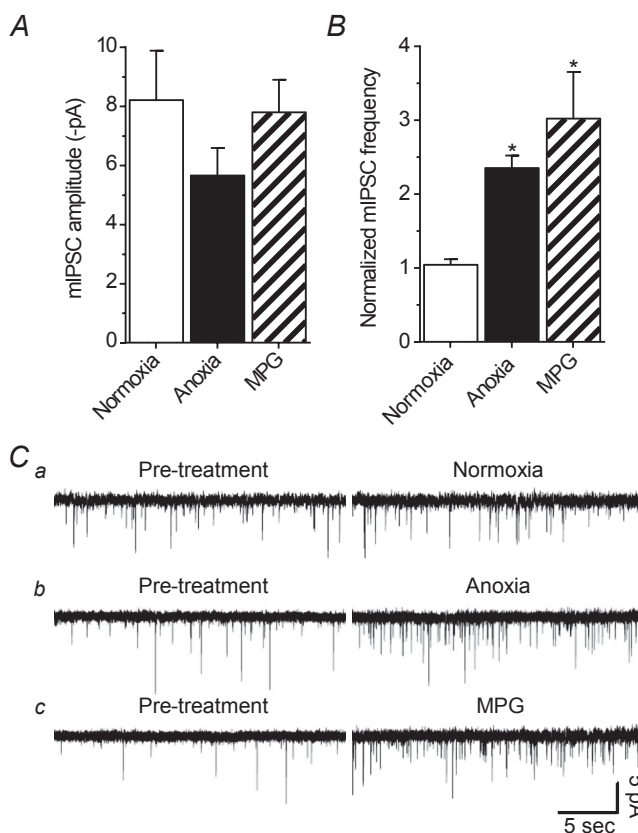 A
mIPSC amplitude (-pA)
10
8
6
4
2
0
Normoxia
Anoxia
MPG
B
Normalized mIPSC frequency
4
3
2
1
0
*
*
Normoxia
Anoxia
MPG
C
a
Pre-treatment
Normoxia
b
Pre-treatment
Anoxia
c
Pre-treatment
MPG
pA
5 sec